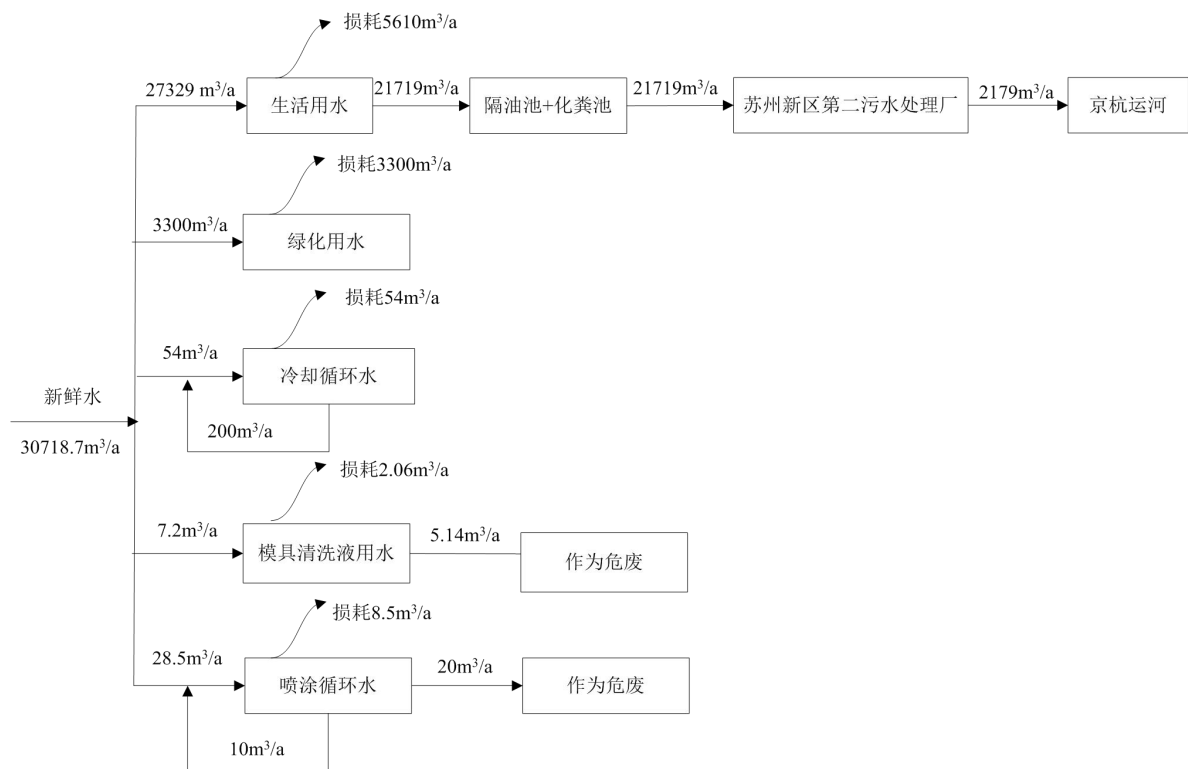 损耗5610m³/a
27329 m³/a
生活用水
21719m³/a
隔油池+化粪池
21719m³/a
苏州新区第二污水处理厂
2179m³/a
京杭运河
损耗3300m³/a
3300m³/a
绿化用水
损耗54m³/a
54m³/a
冷却循环水
200m³/a
新鲜水
30718.7m³/a
损耗2.06m³/a
7.2m³/a
模具清洗液用水
5.14m³/a
作为危废
损耗8.5m³/a
28.5m³/a
喷涂循环水
20m³/a
作为危废
10m³/a